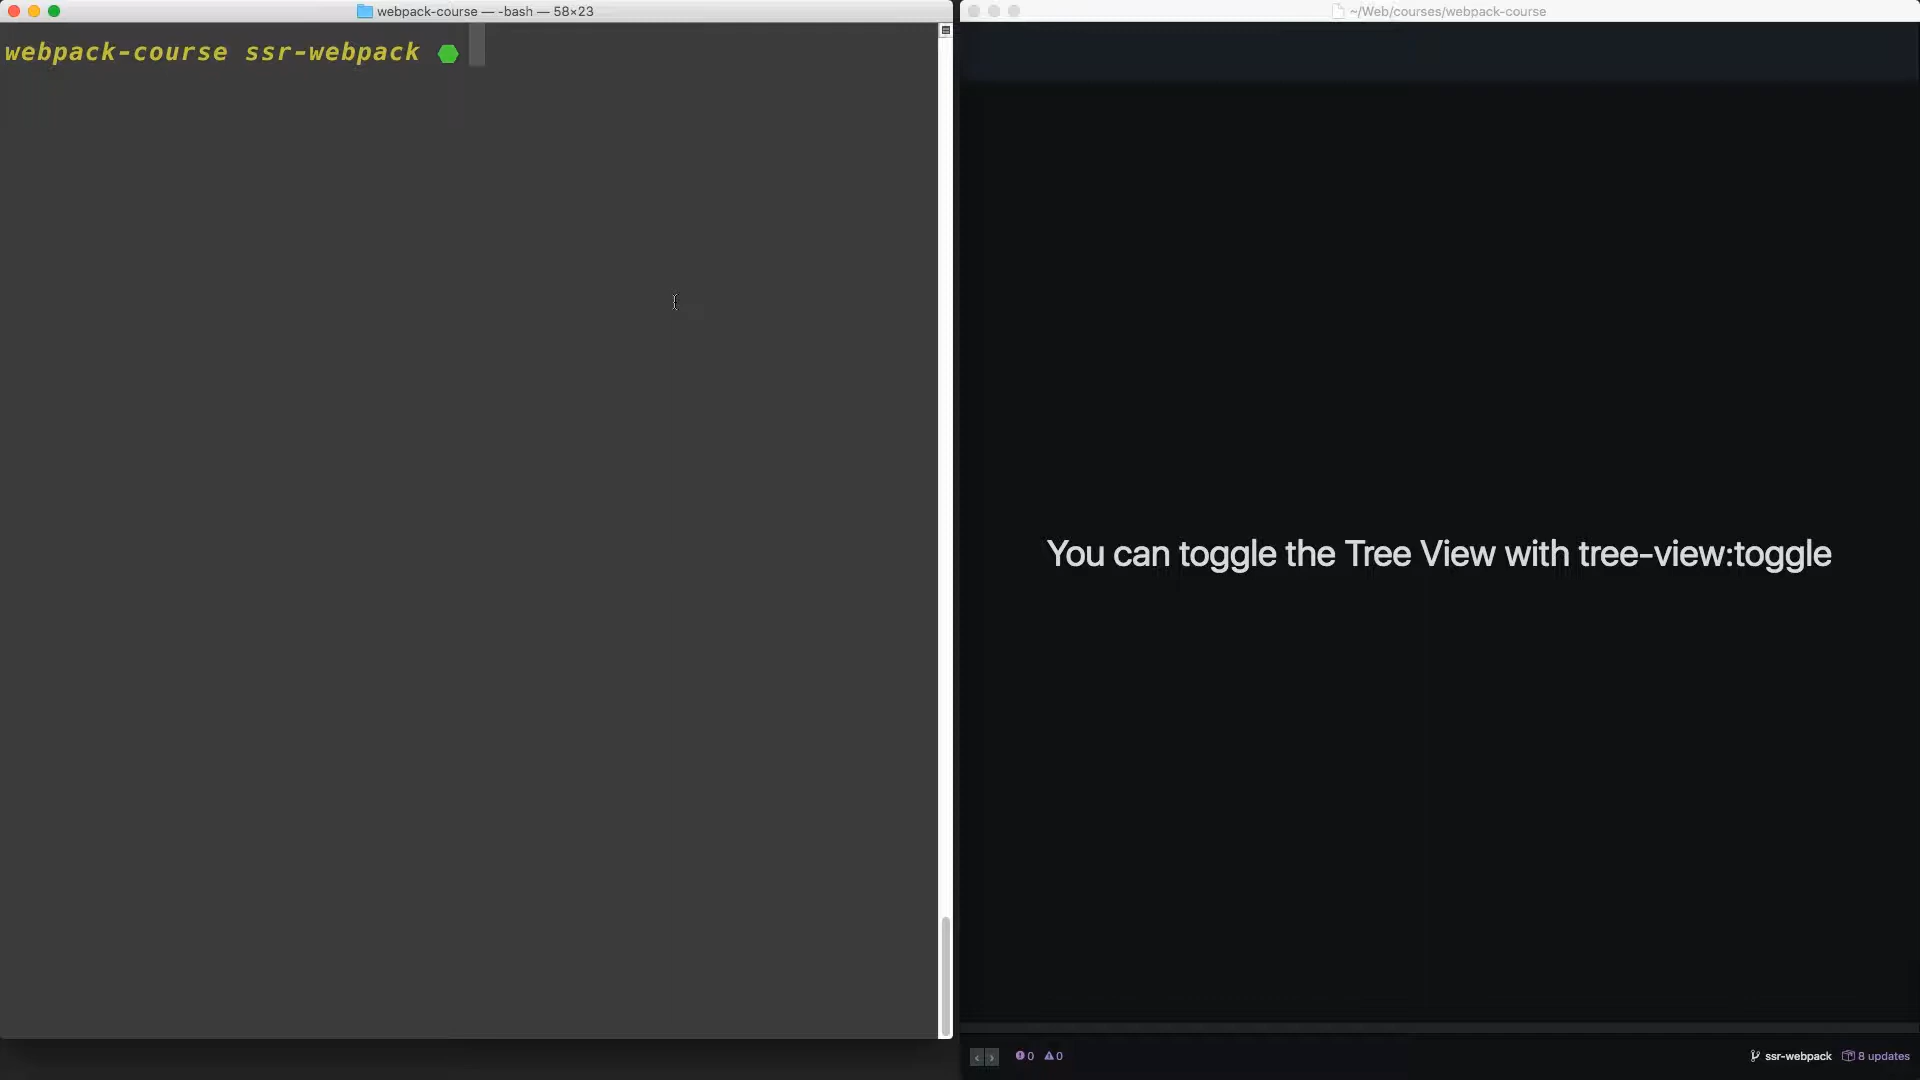 webpack-course — -bash — 58×23
webpack-course ssr-webpack
~/Web/courses/webpack-course
You can toggle the Tree View with tree-view:toggle
0 0
ssr-webpack 8 updates